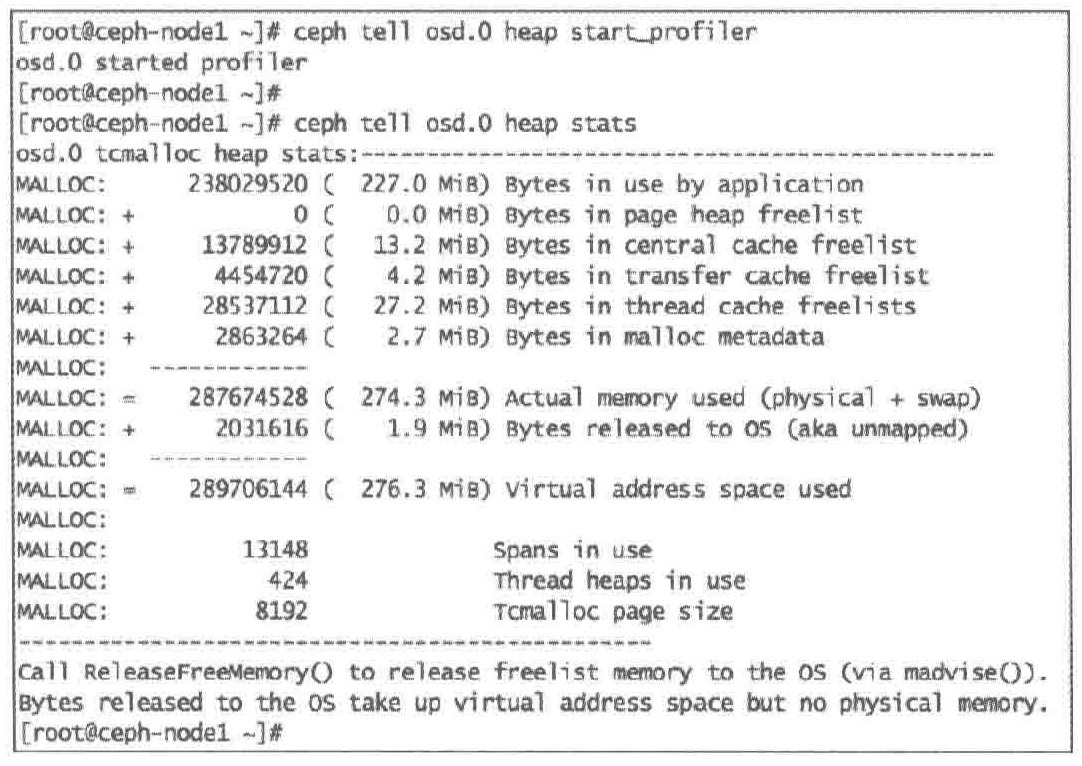 [root@ceph-node1 ~]# ceph tell osd.0 heap start_profiler
osd.0 started profiler
[root@ceph-node1 ~]#
[root@ceph-node1 ~]# ceph tell osd.0 heap stats
osd.0 tcmalloc heap stats:------------------------------------------------
MALLOC:      238029520 (  227.0 MiB) Bytes in use by application
MALLOC: +            0 (    0.0 MiB) Bytes in page heap freelist
MALLOC: +     13789912 (   13.2 MiB) Bytes in central cache freelist
MALLOC: +      4454720 (    4.2 MiB) Bytes in transfer cache freelist
MALLOC: +     28537112 (   27.2 MiB) Bytes in thread cache freelists
MALLOC: +      2863264 (    2.7 MiB) Bytes in malloc metadata
MALLOC:   ------------
MALLOC: =    287674528 (  274.3 MiB) Actual memory used (physical + swap)
MALLOC: +      2031616 (    1.9 MiB) Bytes released to OS (aka unmapped)
MALLOC:   ------------
MALLOC: =    289706144 (  276.3 MiB) Virtual address space used
MALLOC:
MALLOC:          13148              Spans in use
MALLOC:            424              Thread heaps in use
MALLOC:           8192              Tcmalloc page size
------------------------------------------------
Call ReleaseFreeMemory() to release freelist memory to the OS (via madvise()).
Bytes released to the OS take up virtual address space but no physical memory.
[root@ceph-node1 ~]#